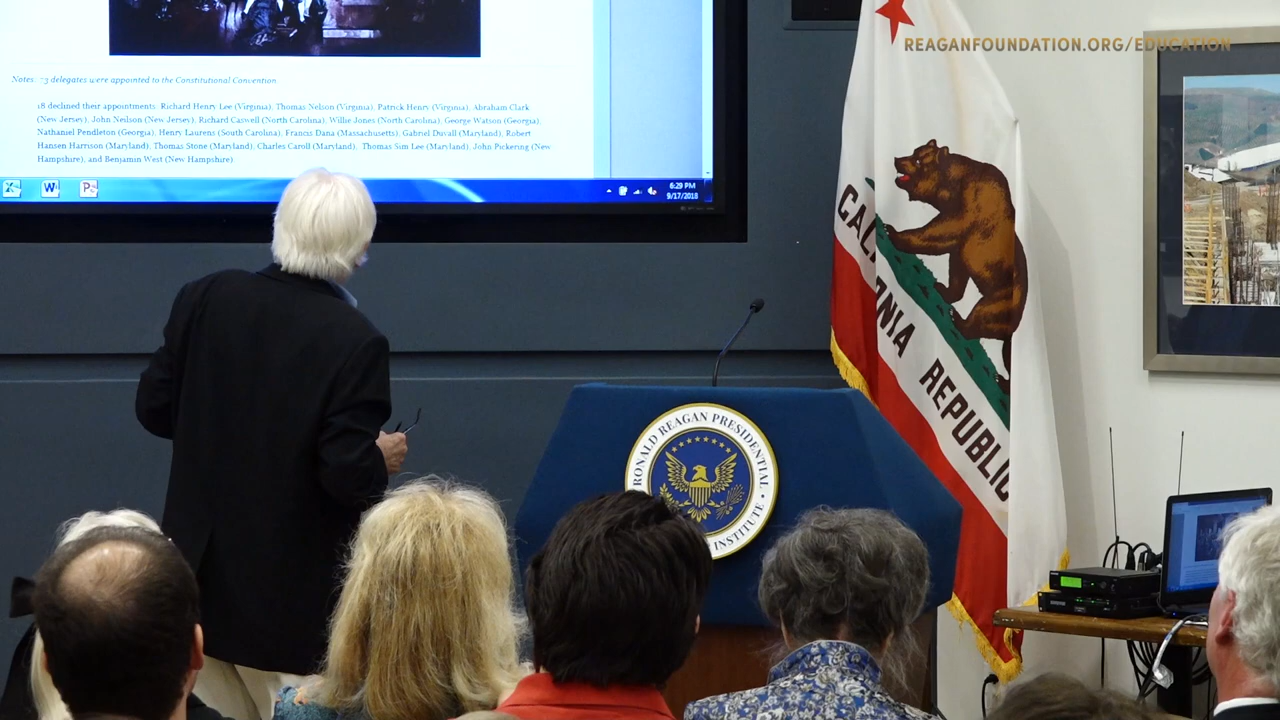 REAGANFOUNDATION.ORG/EDUCATION
Notes: 73 delegates were appointed to the Constitutional Convention.
18 declined their appointments: Richard Henry Lee (Virginia), Thomas Nelson (Virginia), Patrick Henry (Virginia), Abraham Clark
(New Jersey), John Neilson (New Jersey), Richard Caswell (North Carolina), Willie Jones (North Carolina), George Watson (Georgia),
Nathaniel Pendleton (Georgia), Henry Laurens (South Carolina), Francis Dana (Massachusetts), Gabriel Duvall (Maryland), Robert
Hansen Harrison (Maryland), Thomas Stone (Maryland), Charles Caroll (Maryland), Thomas Sim Lee (Maryland), John Pickering (New
Hampshire), and Benjamin West (New Hampshire)
6:29 PM
9/17/2018
CAL
RNIA REPUBLIC
RONALD REAGAN PRESIDENTIAL
INSTITUTE